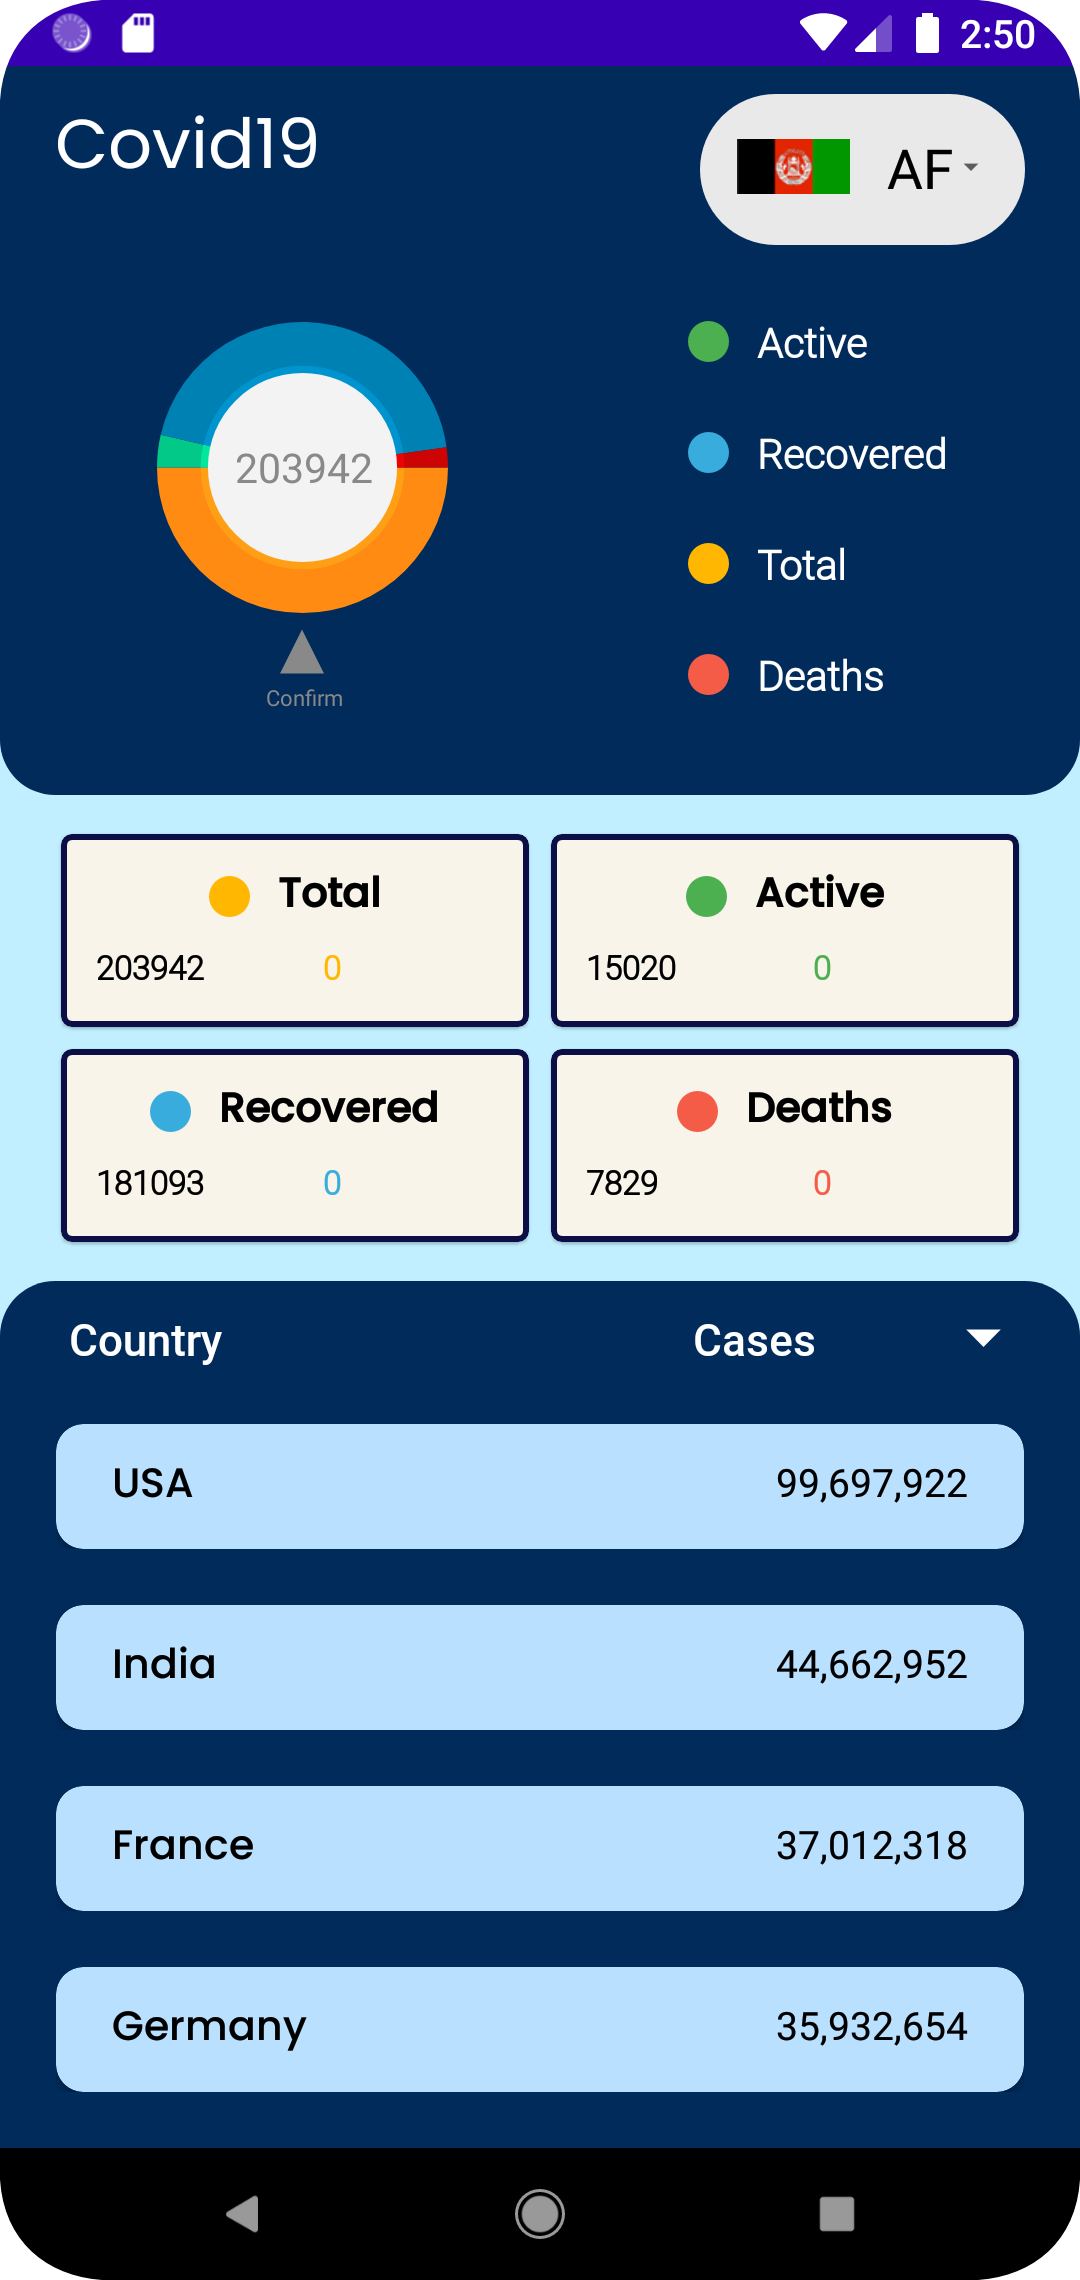 2:50
Covid19
AF
Active
Recovered
203942
Total
Deaths
Confirm
Total
203942 0
Active
15020 0
Recovered
181093 0
Deaths
7829 0
Country Cases
USA 99,697,922
India 44,662,952
France 37,012,318
Germany 35,932,654